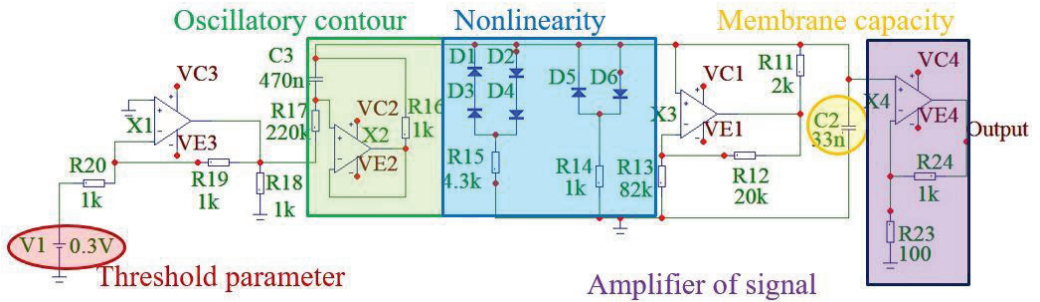 Oscillatory contour
Nonlinearity
Membrane capacity
C3
470n
D1
D2
D3
D4
D5
D6
R11
2k
VC3
X1
VE3
R17
220k
VC2
X2
VE2
R16
1k
X3
VC1
VE1
C2
33n
X4
VC4
VE4
Output
R20
1k
R19
1k
R18
1k
R15
4.3k
R14
1k
R13
82k
R12
20k
R24
1k
R23
100
V1
0.3V
Threshold parameter
Amplifier of signal